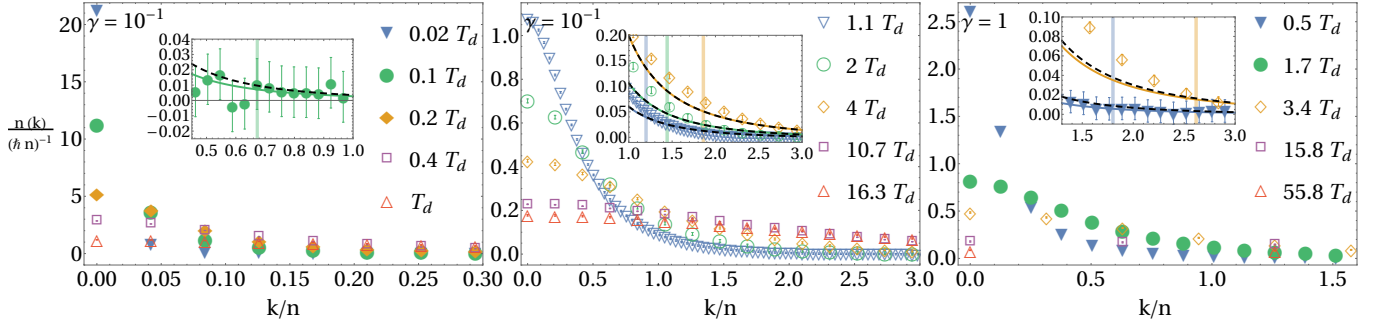 γ = 10⁻¹
20
15
10
5
0
n(k)
(ħ n)⁻¹
0.04
0.03
0.02
0.01
0.00
−0.01
−0.02
0.5 0.6 0.7 0.8 0.9 1.0
0.02 T_d
0.1 T_d
0.2 T_d
0.4 T_d
T_d
0.00 0.05 0.10 0.15 0.20 0.25 0.30
k/n
γ = 10⁻¹
1.0
0.8
0.6
0.4
0.2
0.0
0.20
0.15
0.10
0.05
0.00
1.0 1.5 2.0 2.5 3.0
1.1 T_d
2 T_d
4 T_d
10.7 T_d
16.3 T_d
0.0 0.5 1.0 1.5 2.0 2.5 3.0
k/n
γ = 1
2.5
2.0
1.5
1.0
0.5
0.0
0.10
0.08
0.06
0.04
0.02
0.00
1.5 2.0 2.5 3.0
0.5 T_d
1.7 T_d
3.4 T_d
15.8 T_d
55.8 T_d
0.0 0.5 1.0 1.5
k/n